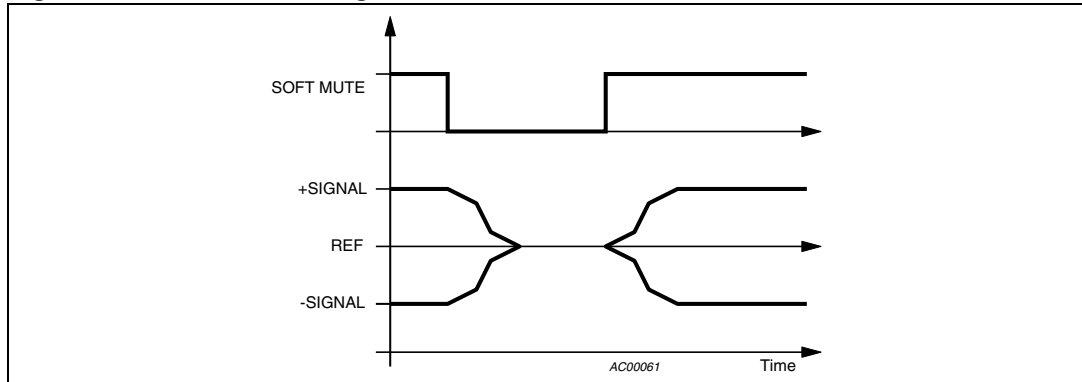 SOFT MUTE
+SIGNAL
REF
-SIGNAL
AC00061
Time